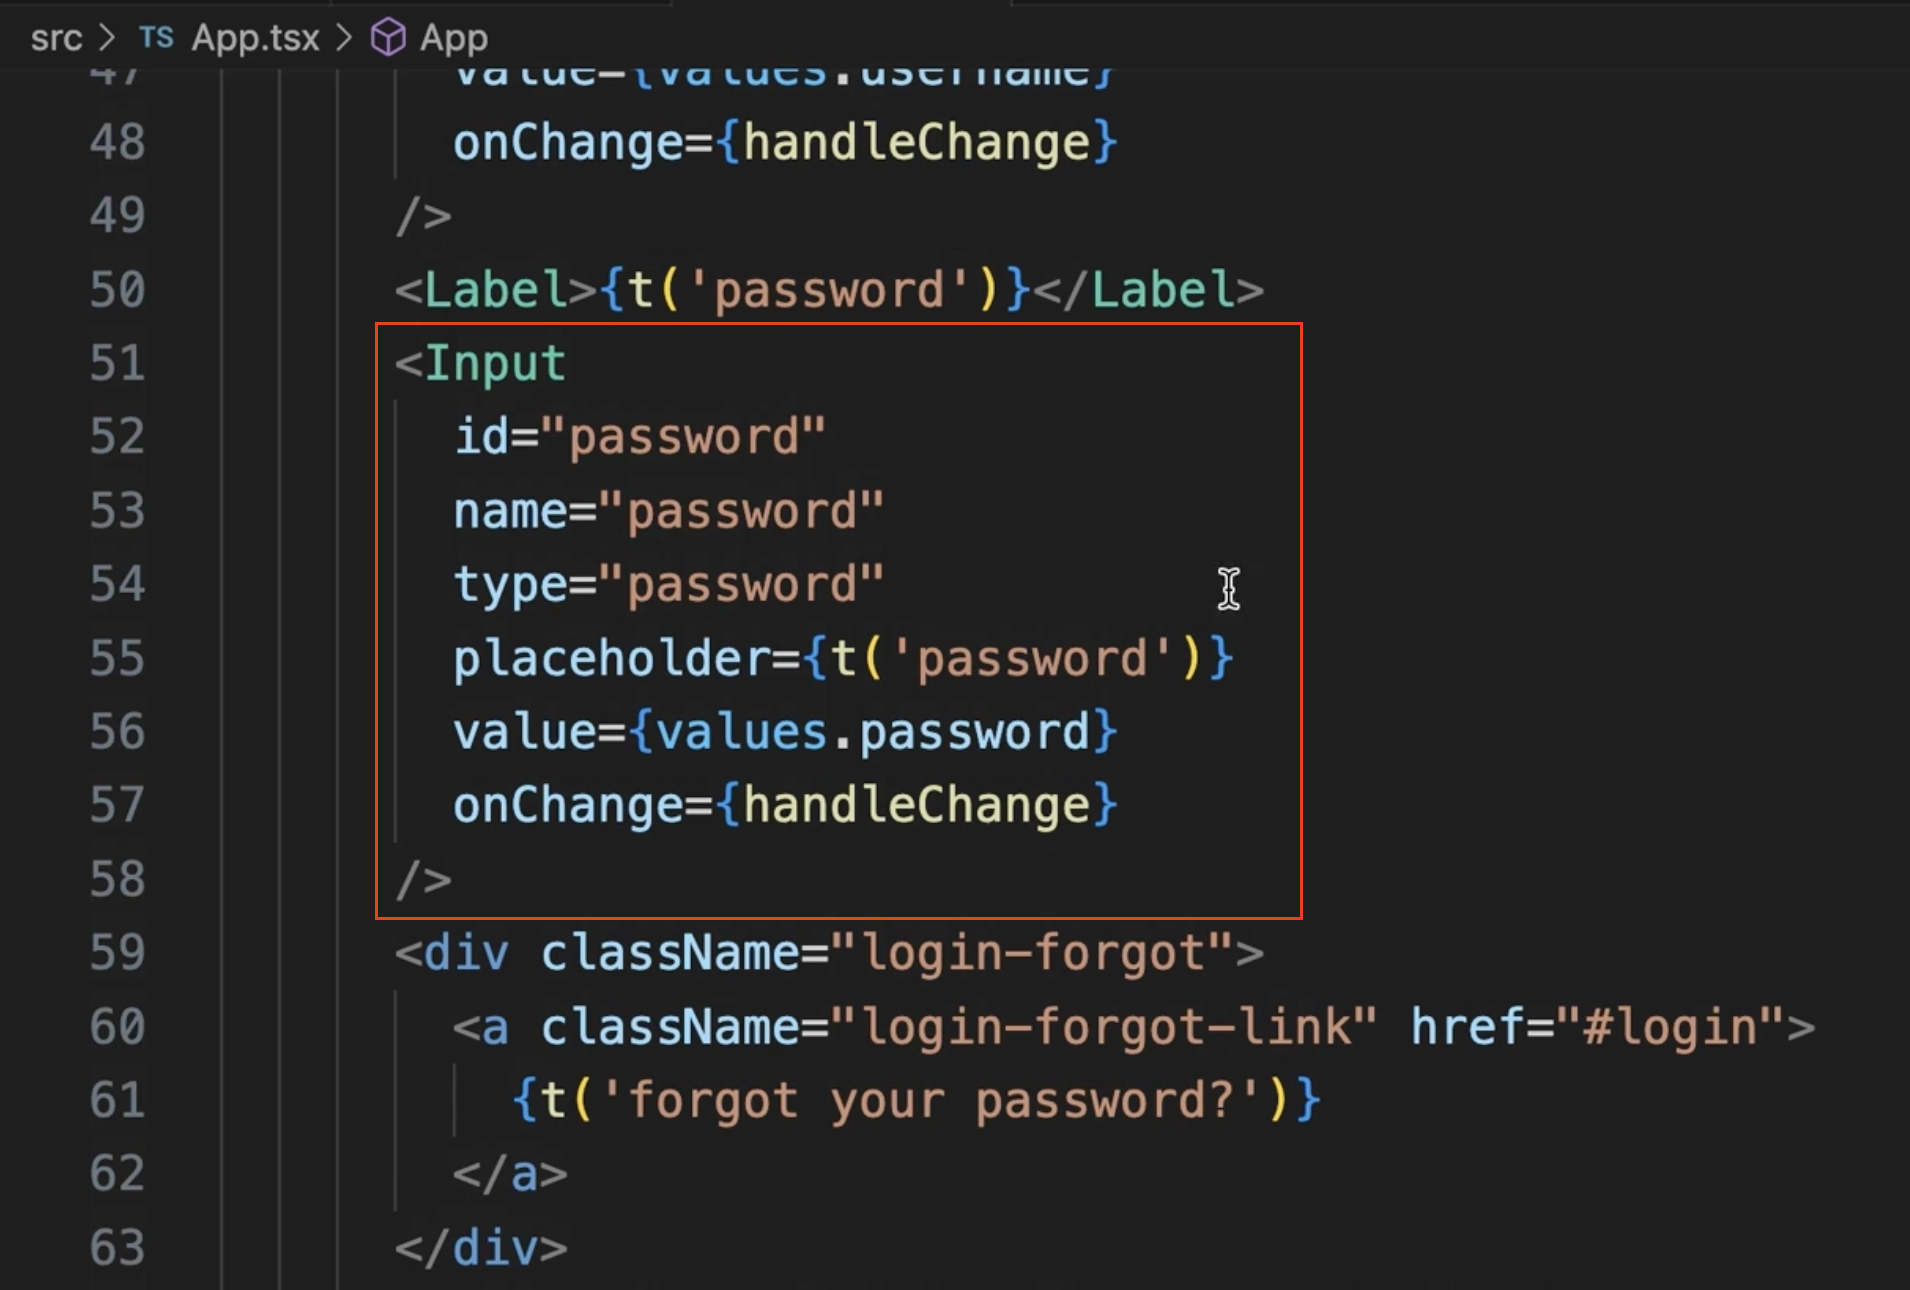 src > TS App.tsx > App
47 value={values.username}
48 onChange={handleChange}
49 />
50 <Label>{t('password')}</Label>
51 <Input
52 id="password"
53 name="password"
54 type="password"
55 placeholder={t('password')}
56 value={values.password}
57 onChange={handleChange}
58 />
59 <div className="login-forgot">
60 <a className="login-forgot-link" href="#login">
61 {t('forgot your password?')}
62 </a>
63 </div>